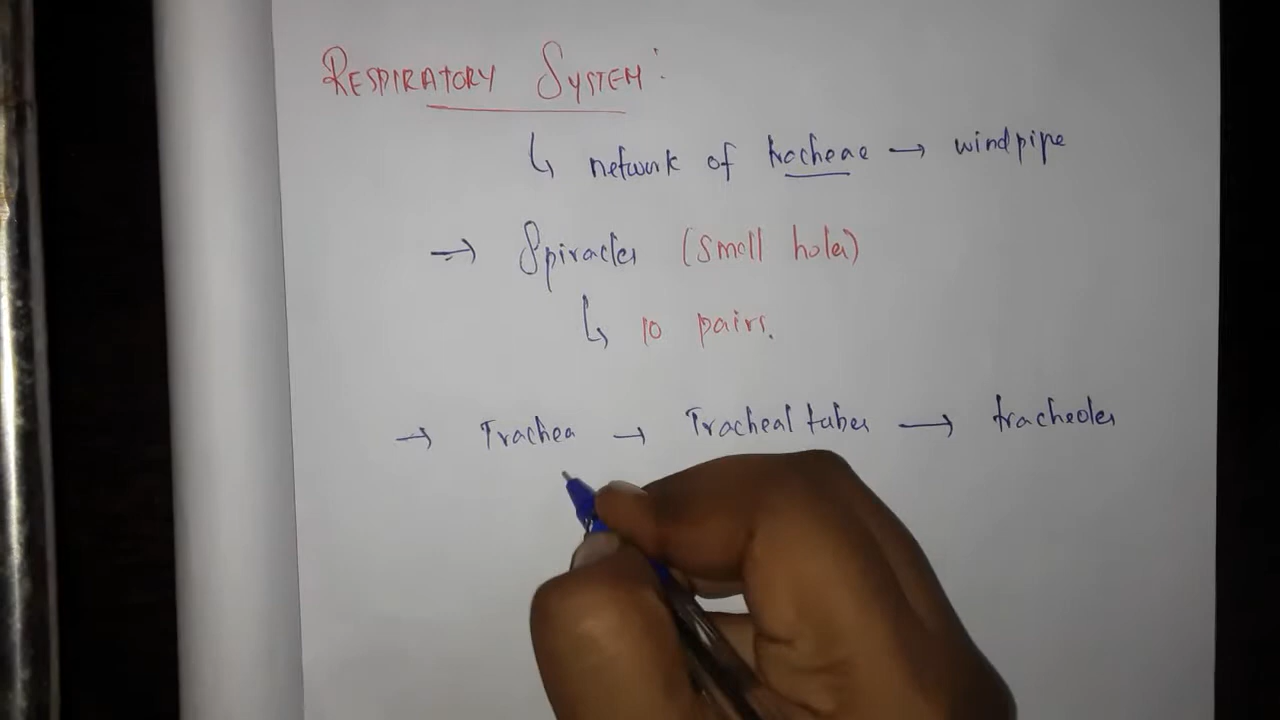 RESPIRATORY SYSTEM:
↳ network of tracheae → windpipe
→ Spiracles (small holes)
↳ 10 pairs.
→ Trachea → Tracheal tubes → tracheoles